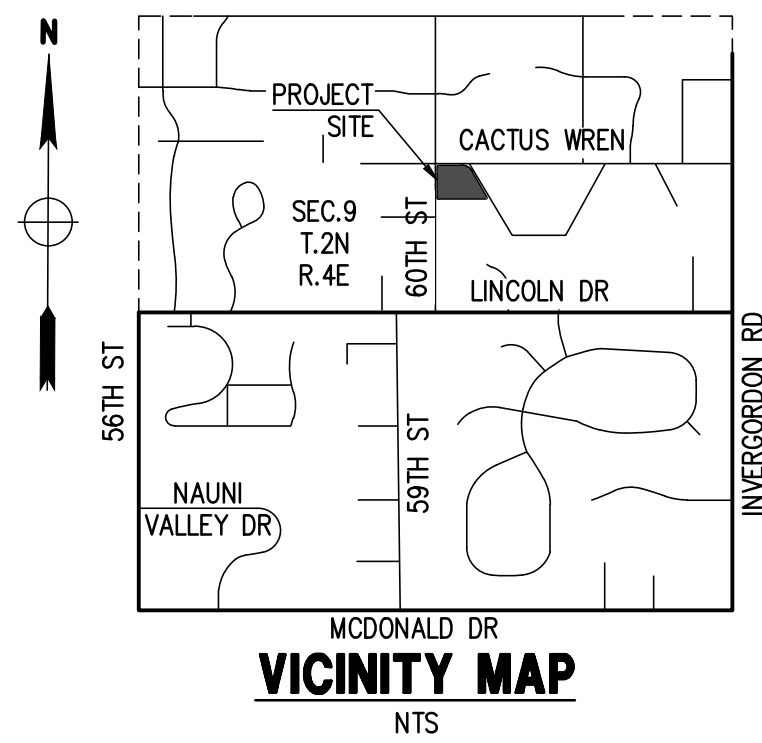 N
PROJECT
SITE
CACTUS WREN
SEC.9
T.2N
R.4E
60TH ST
LINCOLN DR
56TH ST
59TH ST
INVERGORDON RD
NAUNI
VALLEY DR
MCDONALD DR
VICINITY MAP
NTS